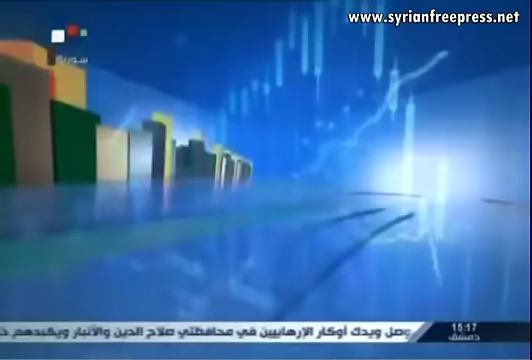 www.syrianfreepress.net
سورية
15:17
وصل ويدك أوكار الإرهابيين في محافظتي صلاح الدين والأنبار ويكبدهم
دمشق